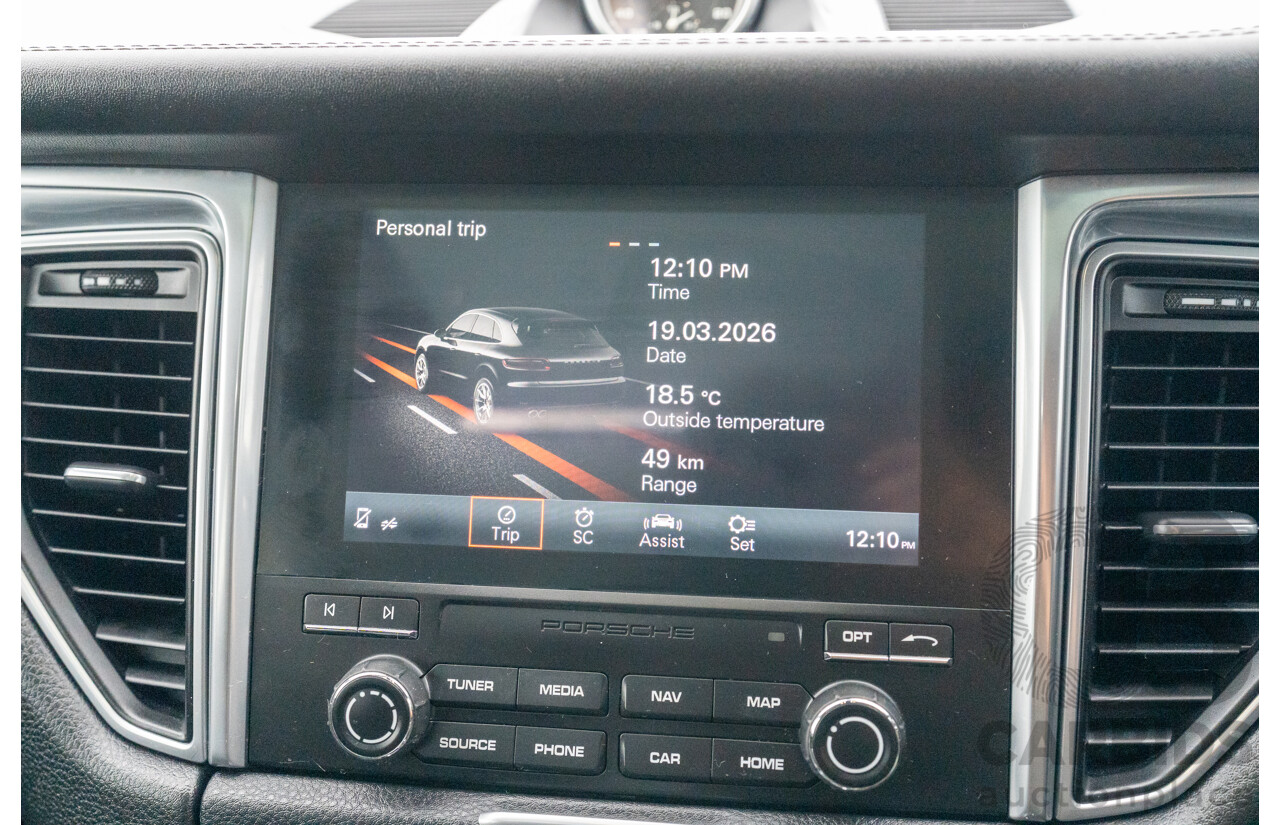 Personal trip
12:10 PM
Time
19.03.2026
Date
18.5 °C
Outside temperature
49 km
Range
Trip
SC
Assist
Set
12:10 PM
PORSCHE
OPT
TUNER
MEDIA
NAV
MAP
SOURCE
PHONE
CAR
HOME